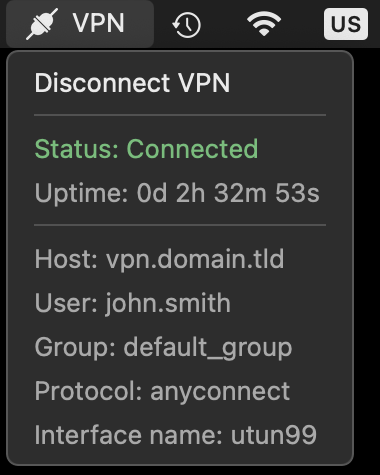 VPN
US
Disconnect VPN
Status: Connected
Uptime: 0d 2h 32m 53s
Host: vpn.domain.tld
User: john.smith
Group: default_group
Protocol: anyconnect
Interface name: utun99